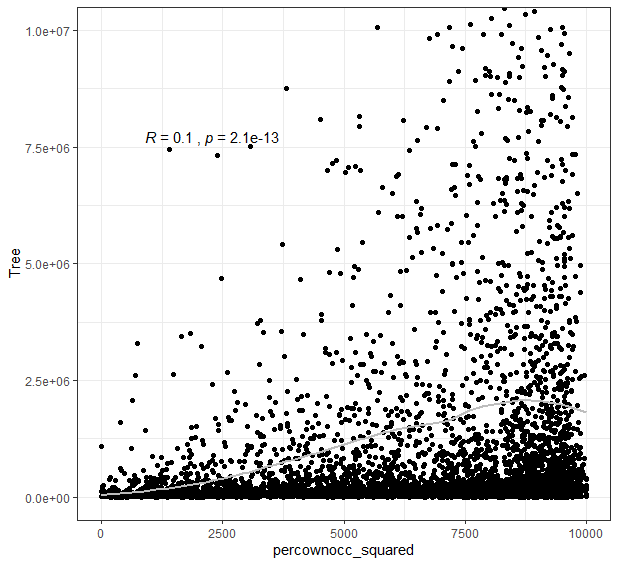 1.0e+07
R = 0.1 , p = 2.1e-13
7.5e+06
5.0e+06
Tree
2.5e+06
0.0e+00
0 2500 5000 7500 10000
percownocc_squared